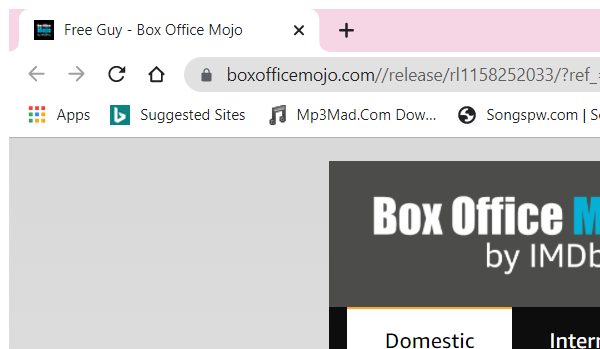 Free Guy - Box Office Mojo
boxofficemojo.com//release/rl1158252033/?ref_
Apps Suggested Sites Mp3Mad.Com Dow... Songspw.com | S
Box Office M
by IMDb
Domestic Intern